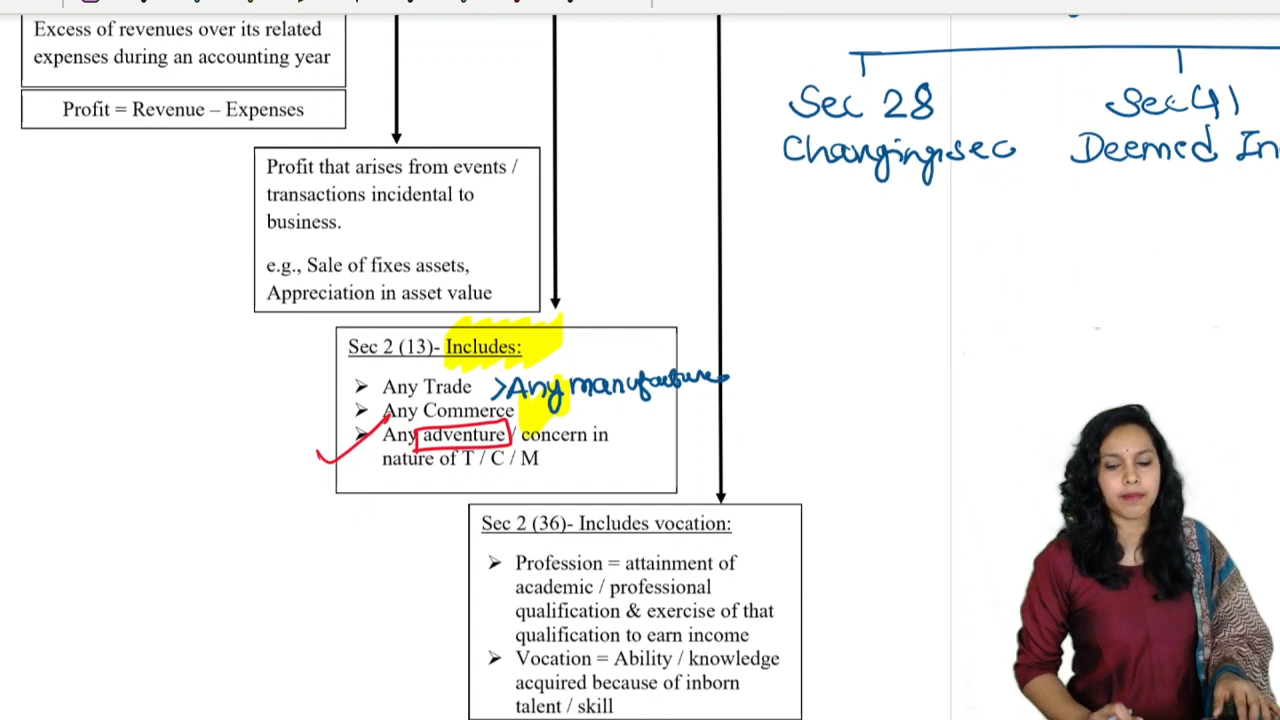 Excess of revenues over its related
expenses during an accounting year
Profit = Revenue – Expenses
Profit that arises from events /
transactions incidental to
business.
e.g., Sale of fixes assets,
Appreciation in asset value
Sec 2 (13)- Includes:
➢ Any Trade >Any manufacture
➢ Any Commerce
➢ Any adventure / concern in
nature of T / C / M
Sec 2 (36)- Includes vocation:
➢ Profession = attainment of
academic / professional
qualification & exercise of that
qualification to earn income
➢ Vocation = Ability / knowledge
acquired because of inborn
talent / skill
Sec 28
Changing sec
Sec 41
Deemed In